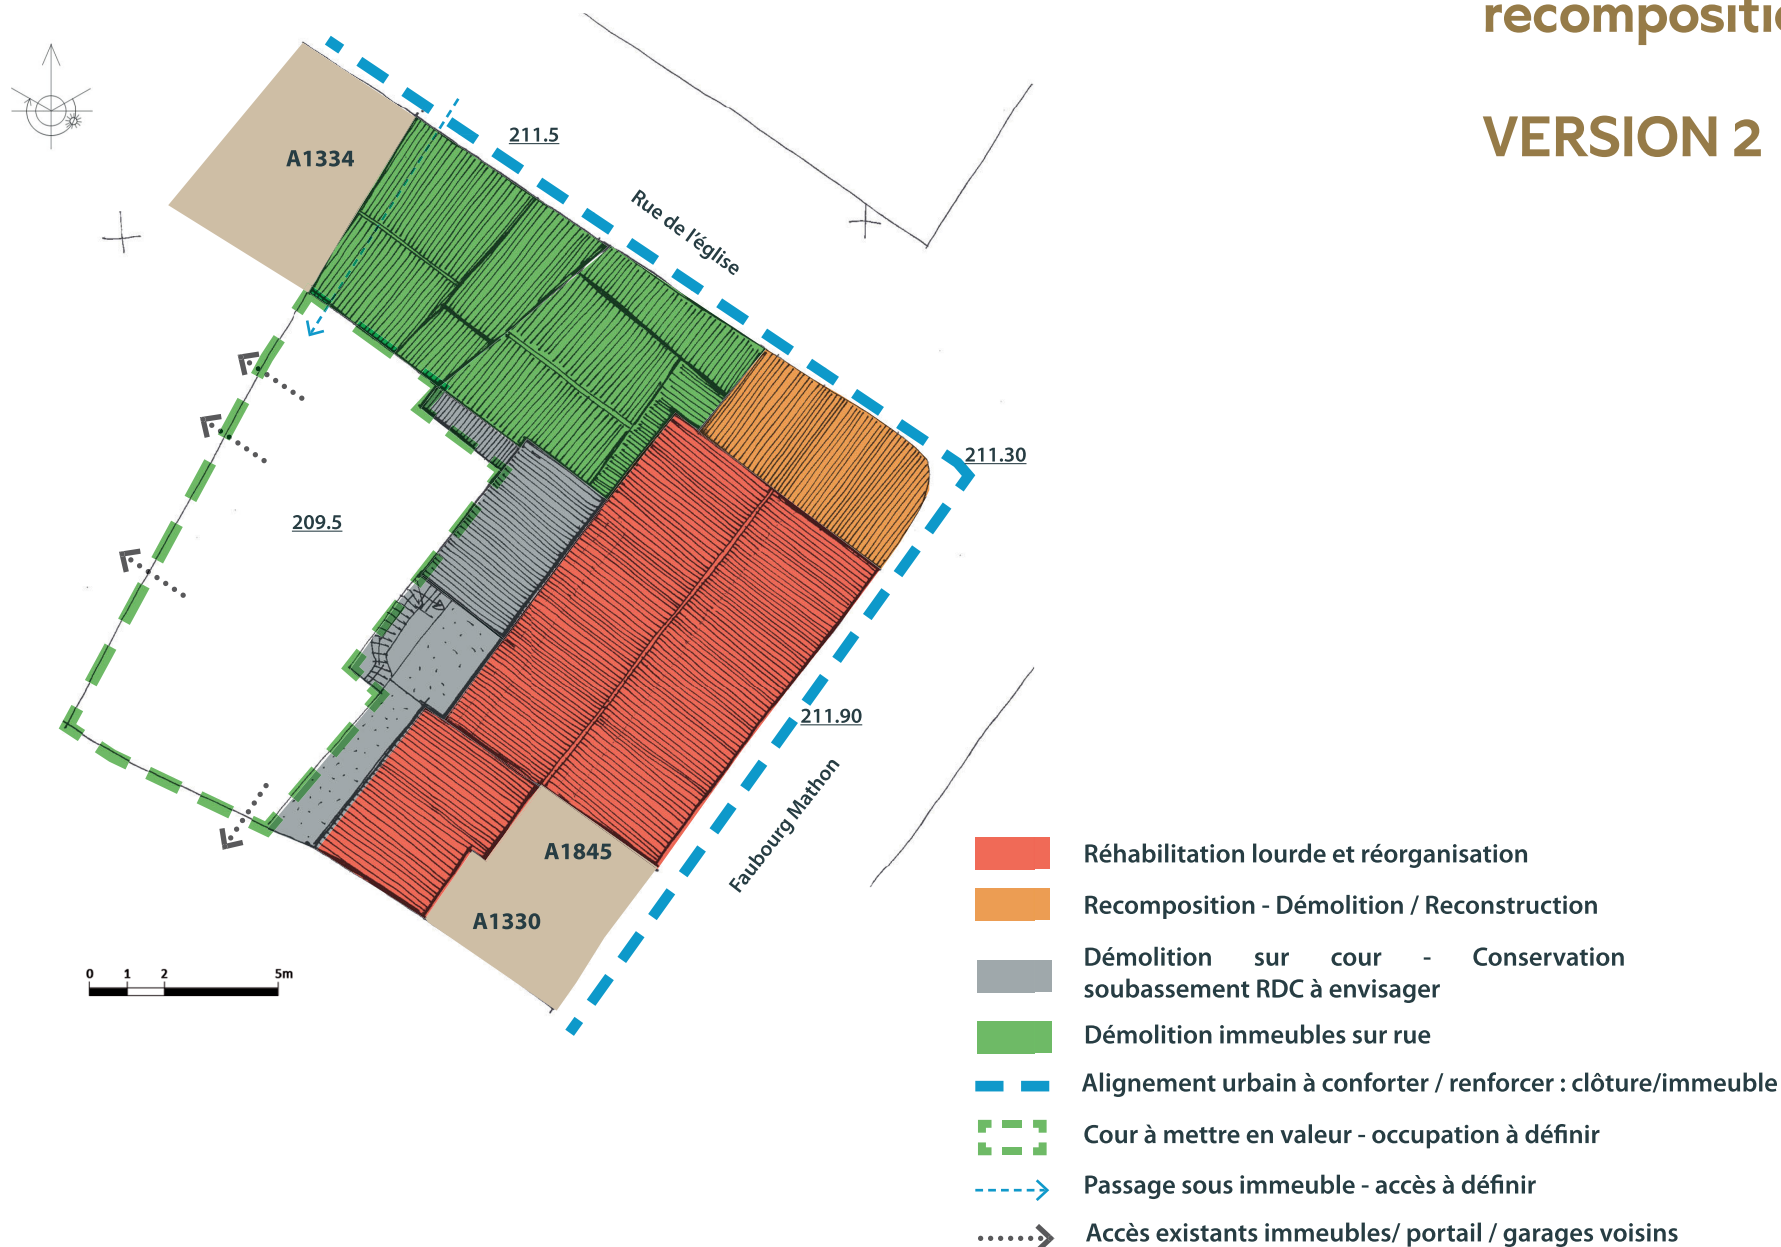 recompositio
VERSION 2
A1334
211.5
Rue de l'église
211.30
209.5
211.90
Faubourg Mathon
A1845
A1330
0 1 2 5m
Réhabilitation lourde et réorganisation
Recomposition - Démolition / Reconstruction
Démolition sur cour - Conservation
soubassement RDC à envisager
Démolition immeubles sur rue
Alignement urbain à conforter / renforcer : clôture/immeuble
Cour à mettre en valeur - occupation à définir
Passage sous immeuble - accès à définir
Accès existants immeubles/ portail / garages voisins